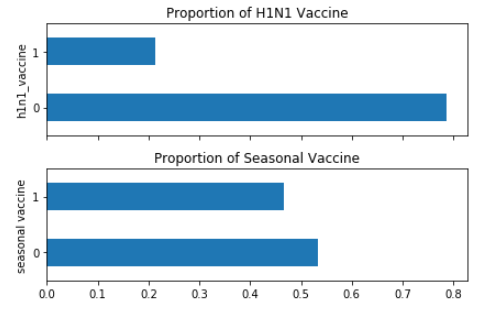 Proportion of H1N1 Vaccine
1
0
h1n1_vaccine
Proportion of Seasonal Vaccine
1
0
seasonal vaccine
0.0 0.1 0.2 0.3 0.4 0.5 0.6 0.7 0.8